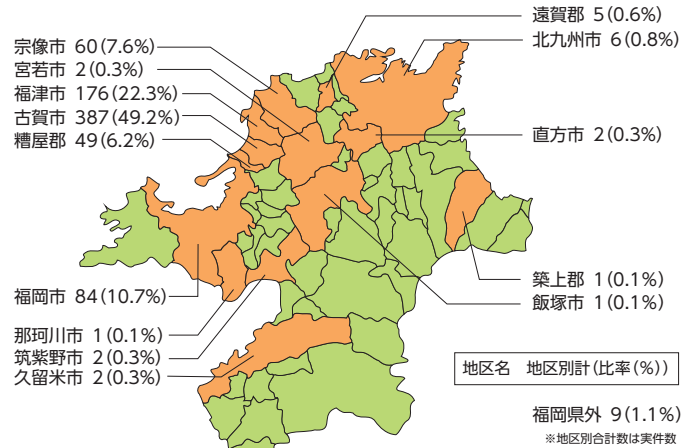 遠賀郡 5(0.6%)
北九州市 6(0.8%)
宗像市 60(7.6%)
宮若市 2(0.3%)
福津市 176(22.3%)
古賀市 387(49.2%)
糟屋郡 49(6.2%)
直方市 2(0.3%)
福岡市 84(10.7%)
那珂川市 1(0.1%)
筑紫野市 2(0.3%)
久留米市 2(0.3%)
築上郡 1(0.1%)
飯塚市 1(0.1%)
地区名 地区別計(比率(%))
福岡県外 9(1.1%)
※地区別合計数は実件数